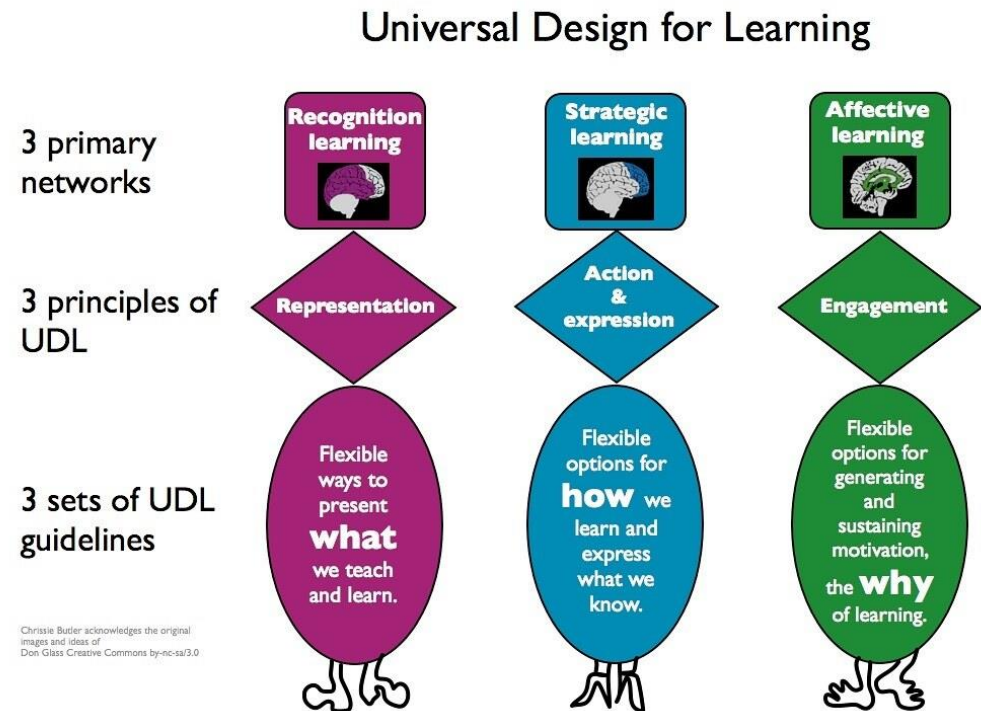 Universal Design for Learning
3 primary
networks
Recognition
learning
Strategic
learning
Affective
learning
3 principles of
UDL
Representation
Action
&
expression
Engagement
3 sets of UDL
guidelines
Flexible
ways to
present
what
we teach
and learn.
Flexible
options for
how we
learn and
express
what we
know.
Flexible
options for
generating
and
sustaining
motivation,
the why
of learning.
Chrissie Butler acknowledges the original
images and ideas of
Don Glass Creative Commons by-nc-sa/3.0